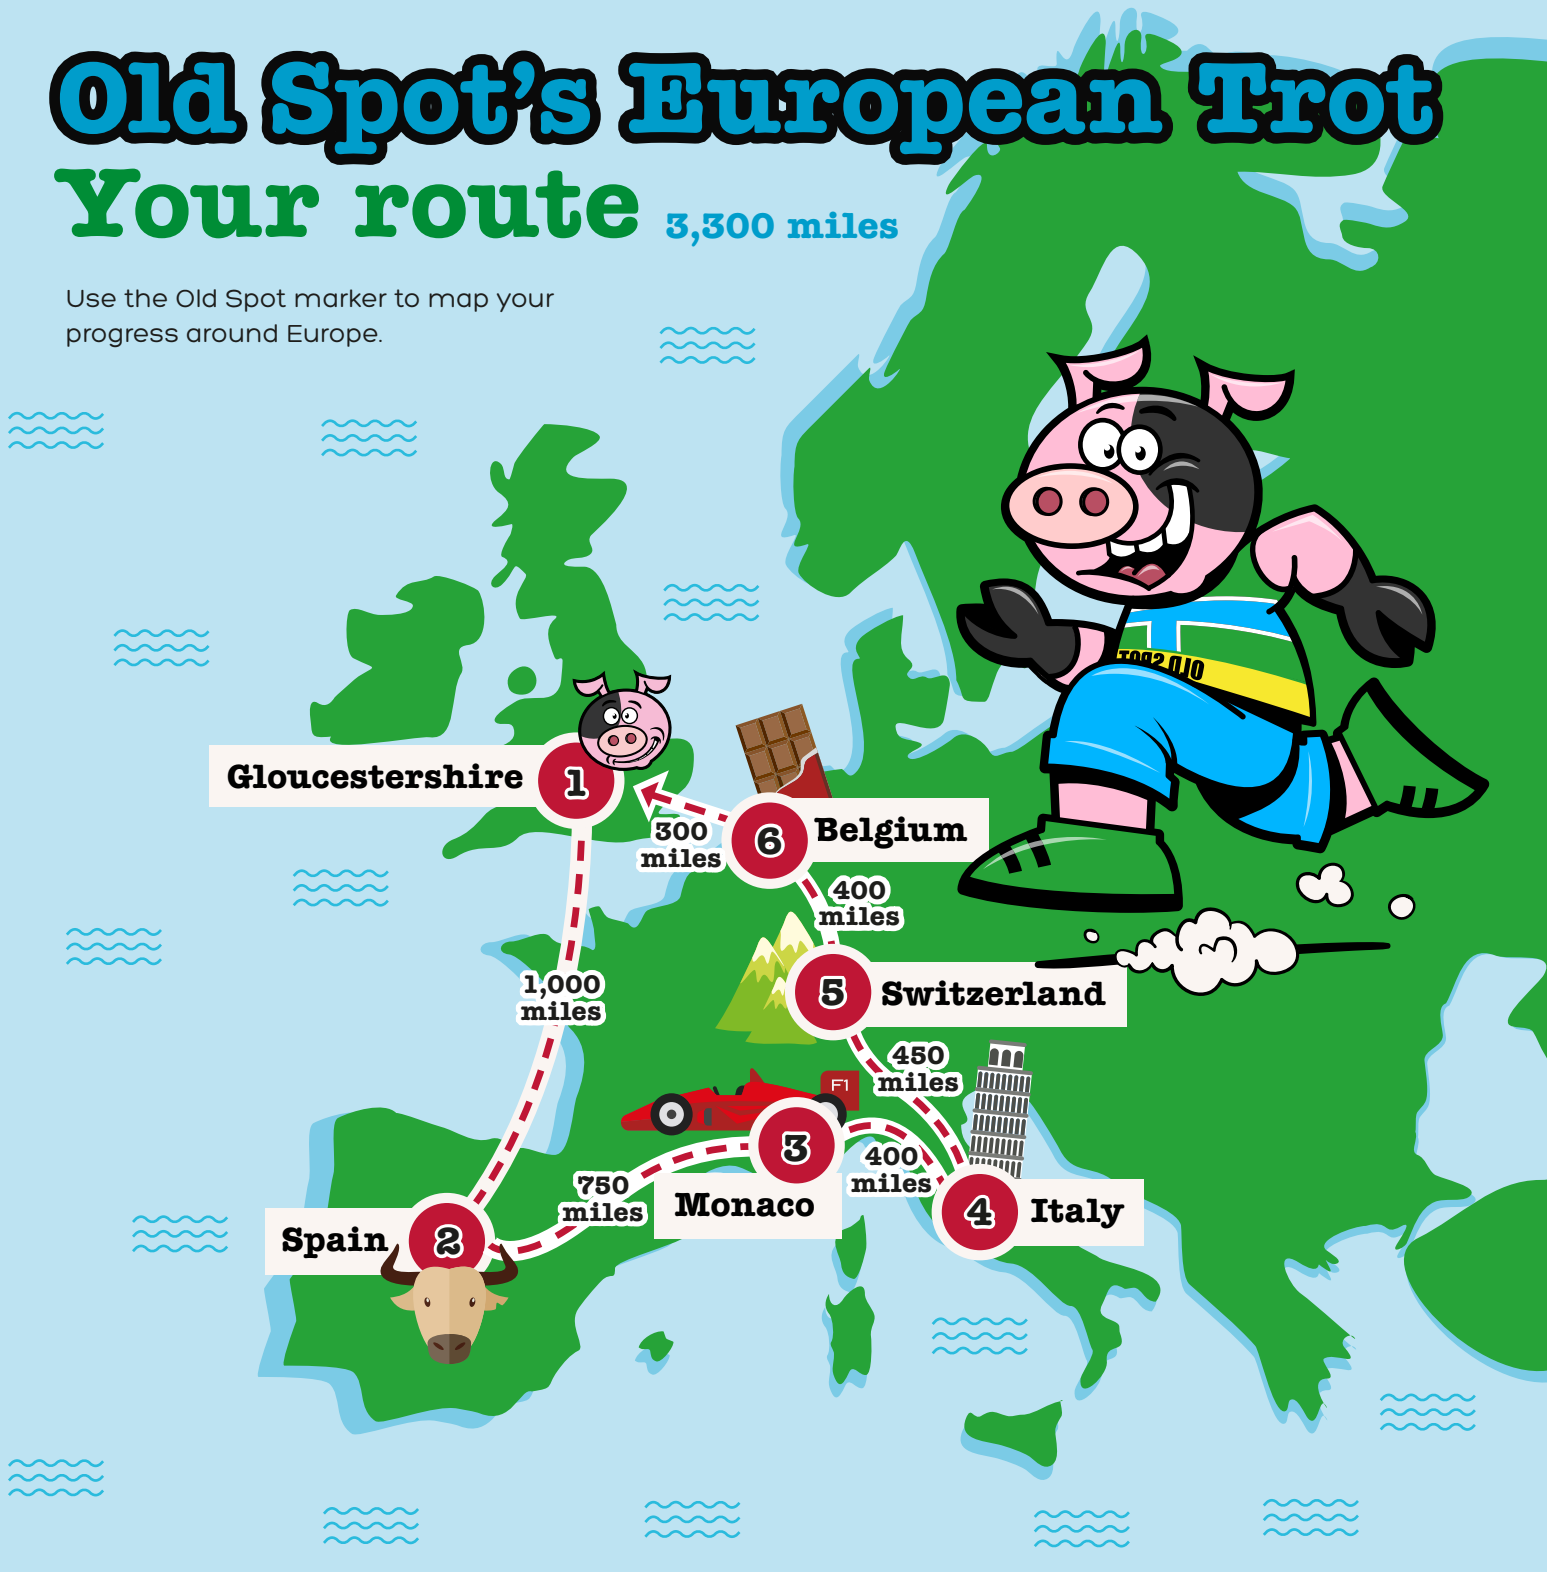 Old Spot's European Trot
Your route 3,300 miles
Use the Old Spot marker to map your
progress around Europe.
Gloucestershire
1
300
miles
6
Belgium
400
miles
1,000
miles
5
Switzerland
450
miles
F1
3
Monaco
400
miles
750
miles
4
Italy
Spain
2
OLD SPOT